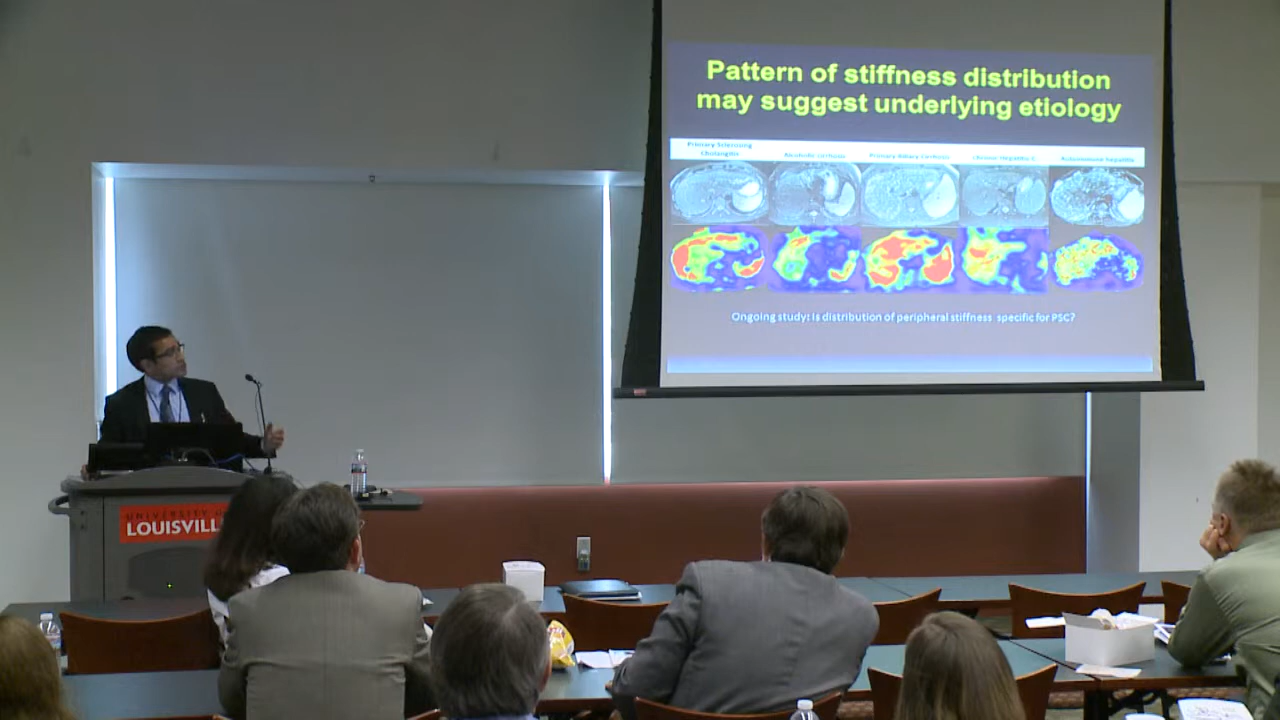 Pattern of stiffness distribution
may suggest underlying etiology
Primary Sclerosing
Cholangitis
Alcoholic cirrhosis
Primary Biliary Cirrhosis
Chronic Hepatitis C
Autoimmune hepatitis
Ongoing study: Is distribution of peripheral stiffness specific for PSC?
UNIVERSITY OF
LOUISVILL